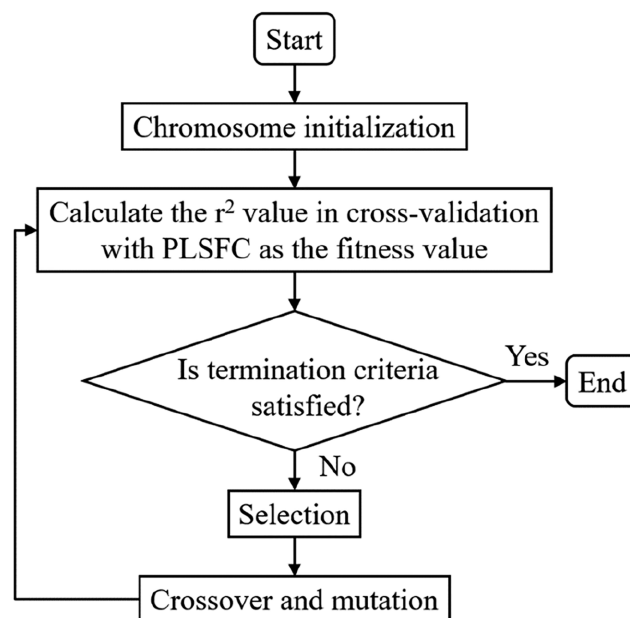 Start
Chromosome initialization
Calculate the r² value in cross-validation
with PLSFC as the fitness value
Is termination criteria
satisfied?
Yes
End
No
Selection
Crossover and mutation